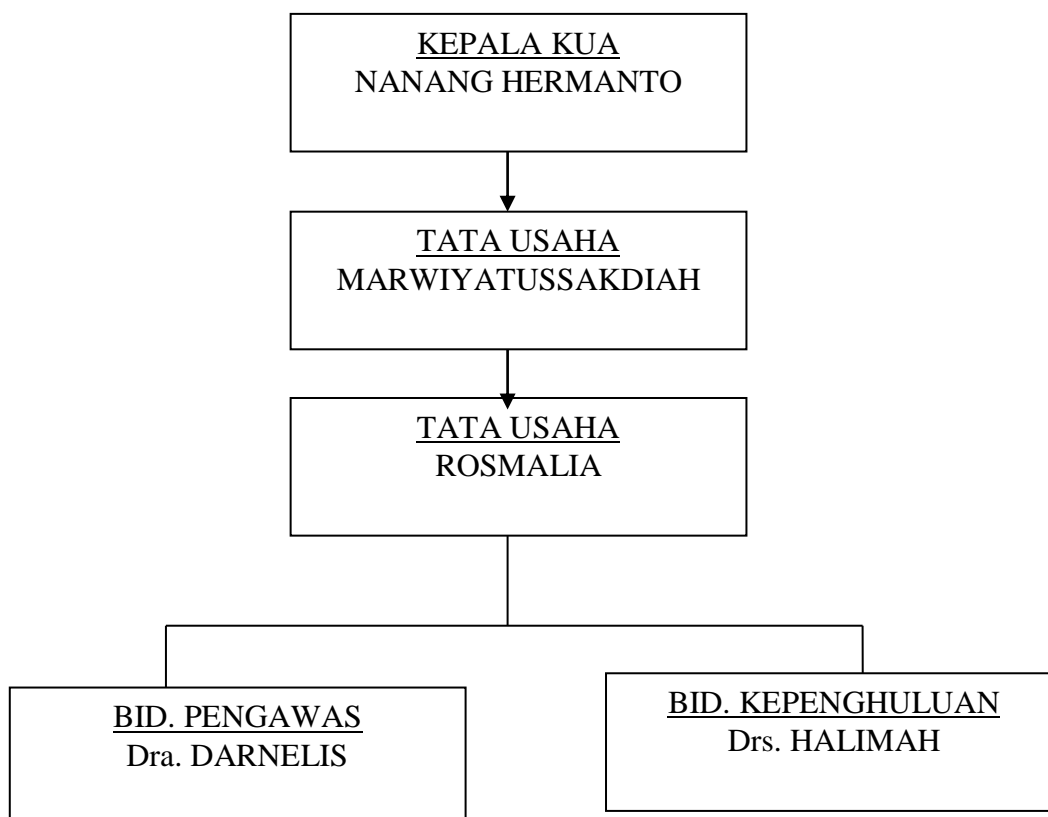 KEPALA KUA
NANANG HERMANTO
TATA USAHA
MARWIYATUSSAKDIAH
TATA USAHA
ROSMALIA
BID. PENGAWAS
Dra. DARNELIS
BID. KEPENGHULUAN
Drs. HALIMAH